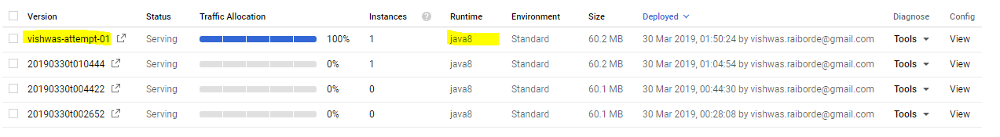 Version Status Traffic Allocation Instances ? Runtime Environment Size Deployed Diagnose Config
vishwas-attempt-01 Serving 100% 1 java8 Standard 60.2 MB 30 Mar 2019, 01:50:24 by vishwas.raiborde@gmail.com Tools View
20190330t010444 Serving 0% 1 java8 Standard 60.2 MB 30 Mar 2019, 01:04:54 by vishwas.raiborde@gmail.com Tools View
20190330t004422 Serving 0% 0 java8 Standard 60.1 MB 30 Mar 2019, 00:44:30 by vishwas.raiborde@gmail.com Tools View
20190330t002652 Serving 0% 0 java8 Standard 60.1 MB 30 Mar 2019, 00:28:08 by vishwas.raiborde@gmail.com Tools View